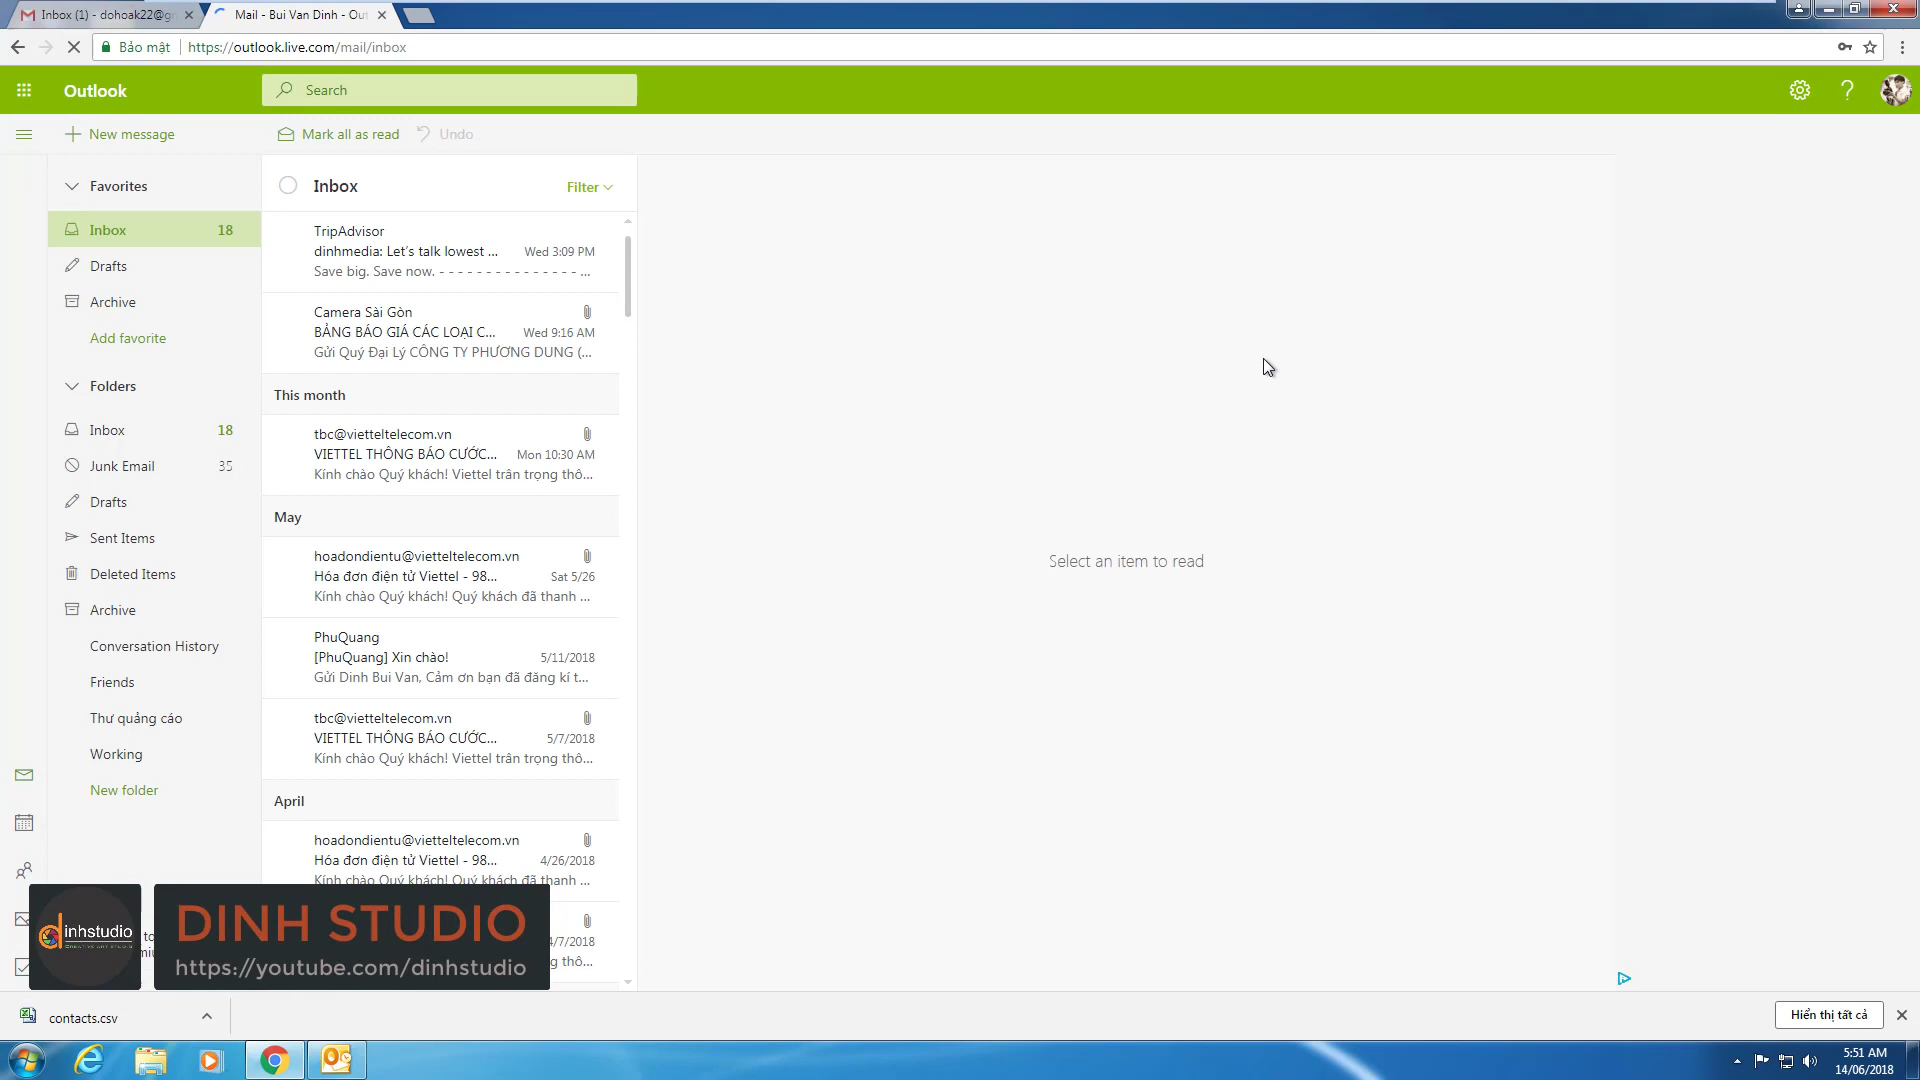 Inbox (1) - dohoak22@g
Mail - Bui Van Dinh - Out
Bảo mật
https://outlook.live.com/mail/inbox
Outlook
Search
New message
Mark all as read
Undo
Favorites
Inbox 18
Drafts
Archive
Add favorite
Folders
Inbox 18
Junk Email 35
Drafts
Sent Items
Deleted Items
Archive
Conversation History
Friends
Thư quảng cáo
Working
New folder
Inbox
Filter
TripAdvisor
dinhmedia: Let's talk lowest ... Wed 3:09 PM
Save big. Save now. - - - - - - - - - - - - - - - ...
Camera Sài Gòn
BẢNG BÁO GIÁ CÁC LOẠI C... Wed 9:16 AM
Gửi Quý Đại Lý CÔNG TY PHƯƠNG DUNG (...
This month
tbc@vietteltelecom.vn
VIETTEL THÔNG BÁO CƯỚC... Mon 10:30 AM
Kính chào Quý khách! Viettel trân trọng thô...
May
hoadondientu@vietteltelecom.vn
Hóa đơn điện tử Viettel - 98... Sat 5/26
Kính chào Quý khách! Quý khách đã thanh ...
PhuQuang
[PhuQuang] Xin chào! 5/11/2018
Gửi Dinh Bui Van, Cảm ơn bạn đã đăng kí t...
tbc@vietteltelecom.vn
VIETTEL THÔNG BÁO CƯỚC... 5/7/2018
Kính chào Quý khách! Viettel trân trọng thô...
April
hoadondientu@vietteltelecom.vn
Hóa đơn điện tử Viettel - 98... 4/26/2018
Kính chào Quý khách! Quý khách đã thanh ...
4/7/2018
g thô...
Select an item to read
dinhstudio
CREATIVE ART STUDIO
DINH STUDIO
https://youtube.com/dinhstudio
contacts.csv
Hiển thị tất cả
5:51 AM
14/06/2018